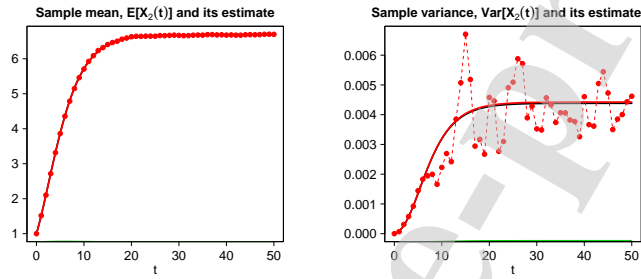 Sample mean, E[X₂(t)] and its estimate
6
5
4
3
2
1
0 10 20 30 40 50
t
Sample variance, Var[X₂(t)] and its estimate
0.006
0.005
0.004
0.003
0.002
0.001
0.000
0 10 20 30 40 50
t
e-pr